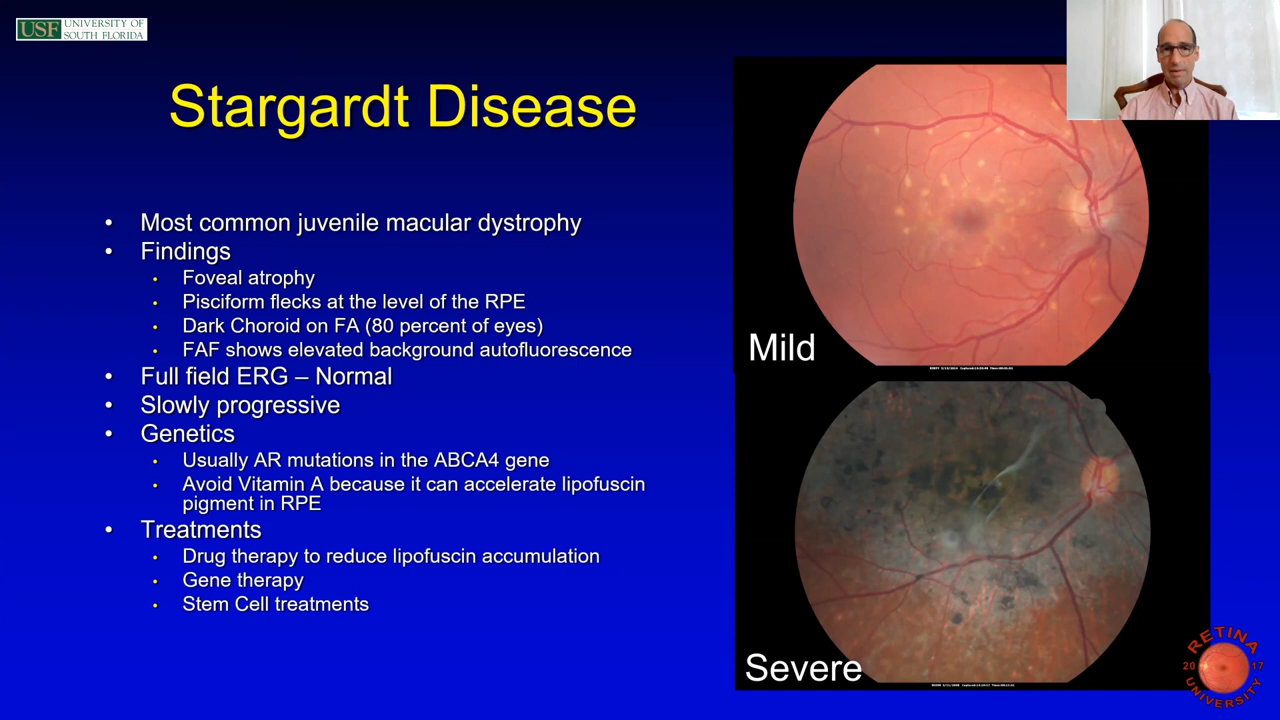 USF UNIVERSITY OF
SOUTH FLORIDA
Stargardt Disease
• Most common juvenile macular dystrophy
• Findings
• Foveal atrophy
• Pisciform flecks at the level of the RPE
• Dark Choroid on FA (80 percent of eyes)
• FAF shows elevated background autofluorescence
• Full field ERG – Normal
• Slowly progressive
• Genetics
• Usually AR mutations in the ABCA4 gene
• Avoid Vitamin A because it can accelerate lipofuscin
pigment in RPE
• Treatments
• Drug therapy to reduce lipofuscin accumulation
• Gene therapy
• Stem Cell treatments
Mild
Severe
RETINA
20 17
UNIVERSITY